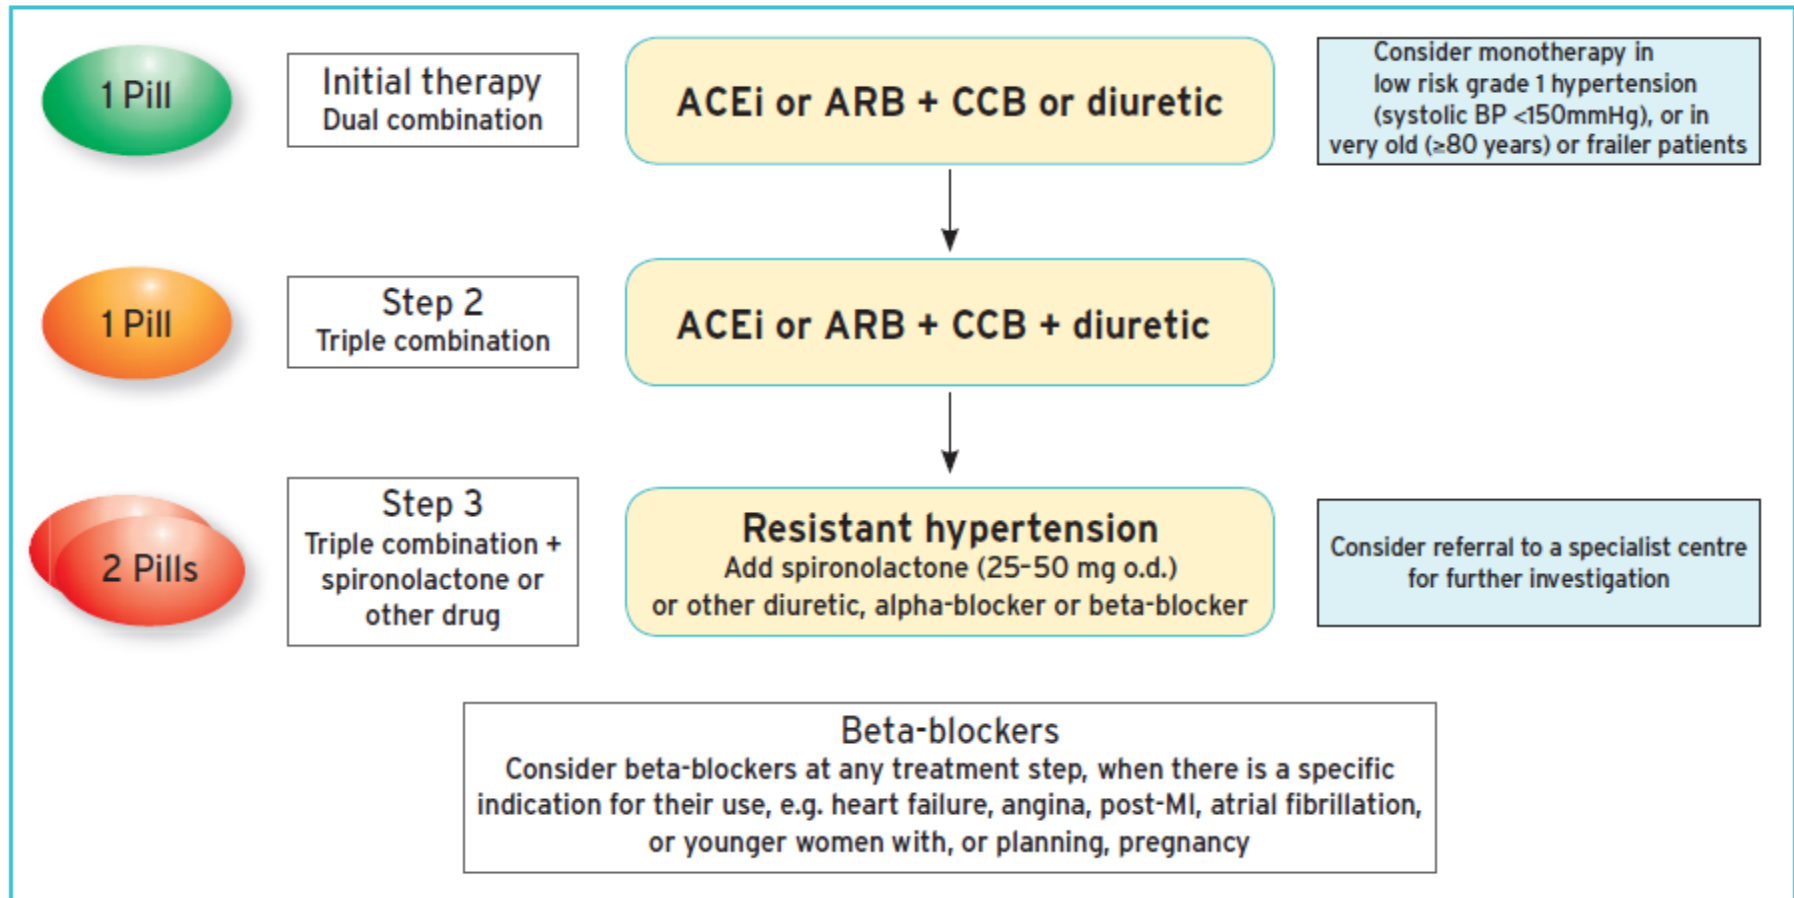 1 Pill
Initial therapy
Dual combination
ACEi or ARB + CCB or diuretic
Consider monotherapy in
low risk grade 1 hypertension
(systolic BP <150mmHg), or in
very old (≥80 years) or frailer patients
1 Pill
Step 2
Triple combination
ACEi or ARB + CCB + diuretic
2 Pills
Step 3
Triple combination +
spironolactone or
other drug
Resistant hypertension
Add spironolactone (25–50 mg o.d.)
or other diuretic, alpha-blocker or beta-blocker
Consider referral to a specialist centre
for further investigation
Beta-blockers
Consider beta-blockers at any treatment step, when there is a specific
indication for their use, e.g. heart failure, angina, post-MI, atrial fibrillation,
or younger women with, or planning, pregnancy